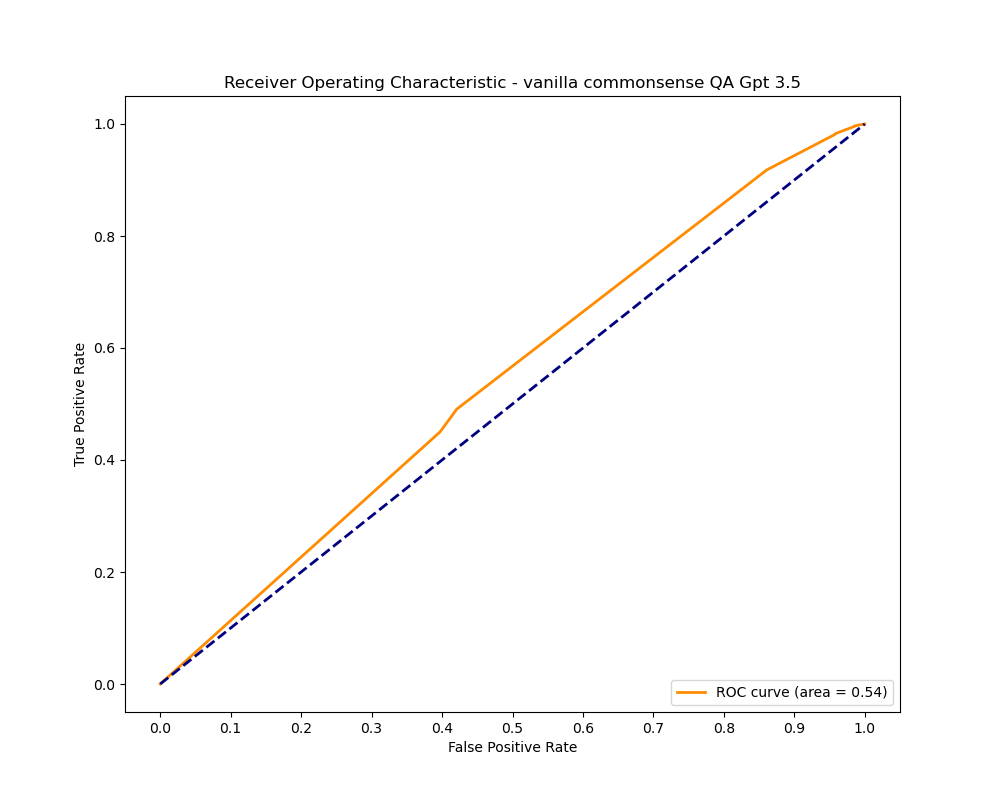 Receiver Operating Characteristic - vanilla commonsense QA Gpt 3.5
1.0
0.8
0.6
0.4
0.2
0.0
True Positive Rate
ROC curve (area = 0.54)
0.0 0.1 0.2 0.3 0.4 0.5 0.6 0.7 0.8 0.9 1.0
False Positive Rate